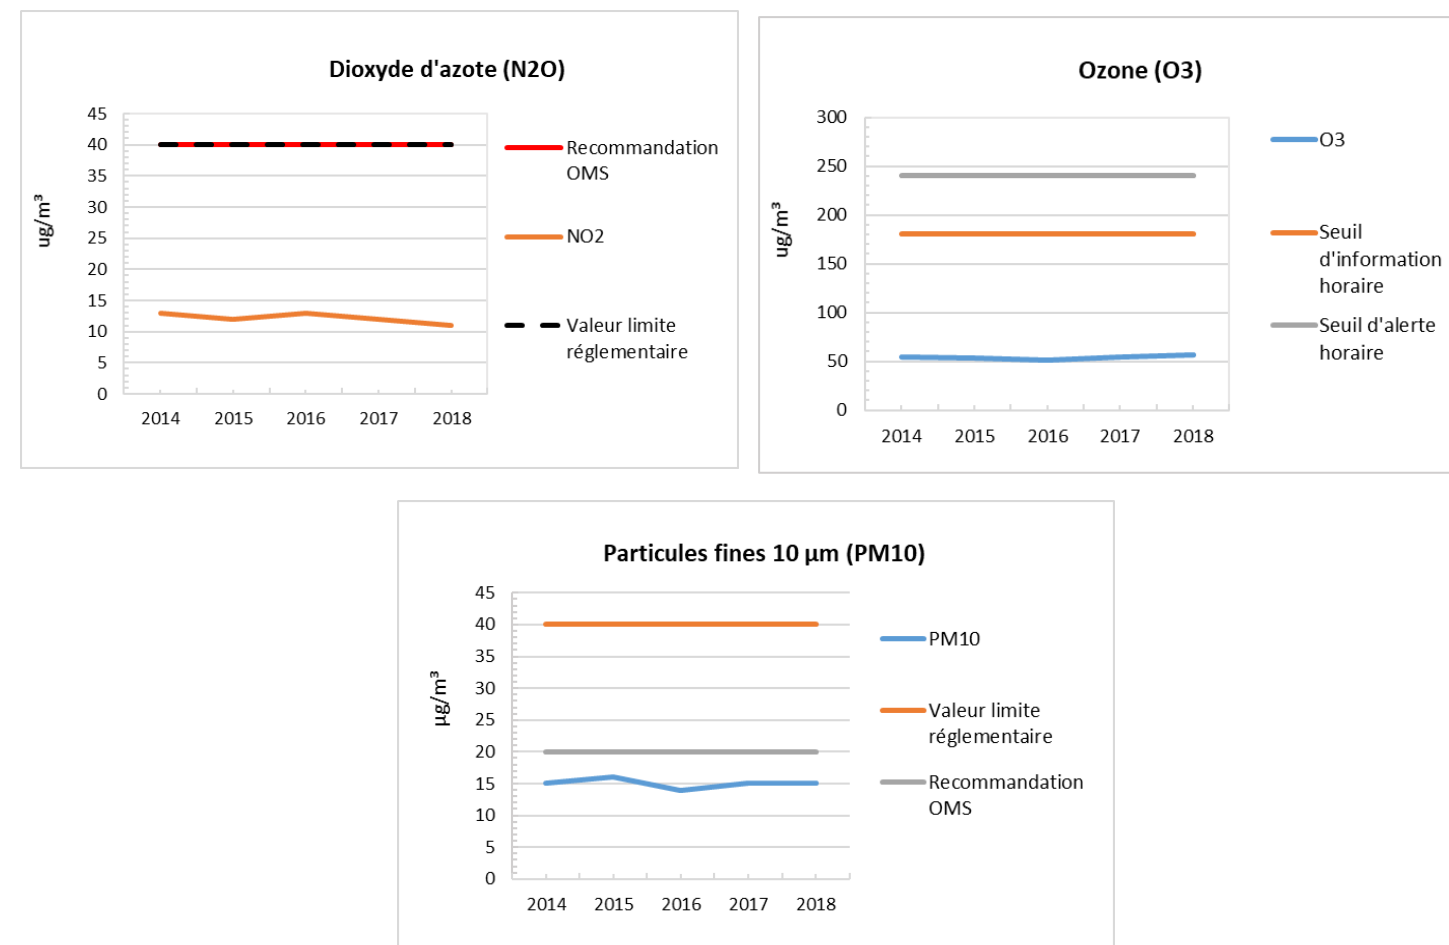 Dioxyde d'azote (N2O)
45
40
35
30
25
20
15
10
5
0
ug/m³
2014 2015 2016 2017 2018
Recommandation
OMS
NO2
Valeur limite
réglementaire
Ozone (O3)
300
250
200
150
100
50
0
ug/m³
2014 2015 2016 2017 2018
O3
Seuil
d'information
horaire
Seuil d'alerte
horaire
Particules fines 10 µm (PM10)
45
40
35
30
25
20
15
10
5
0
µg/m³
2014 2015 2016 2017 2018
PM10
Valeur limite
réglementaire
Recommandation
OMS